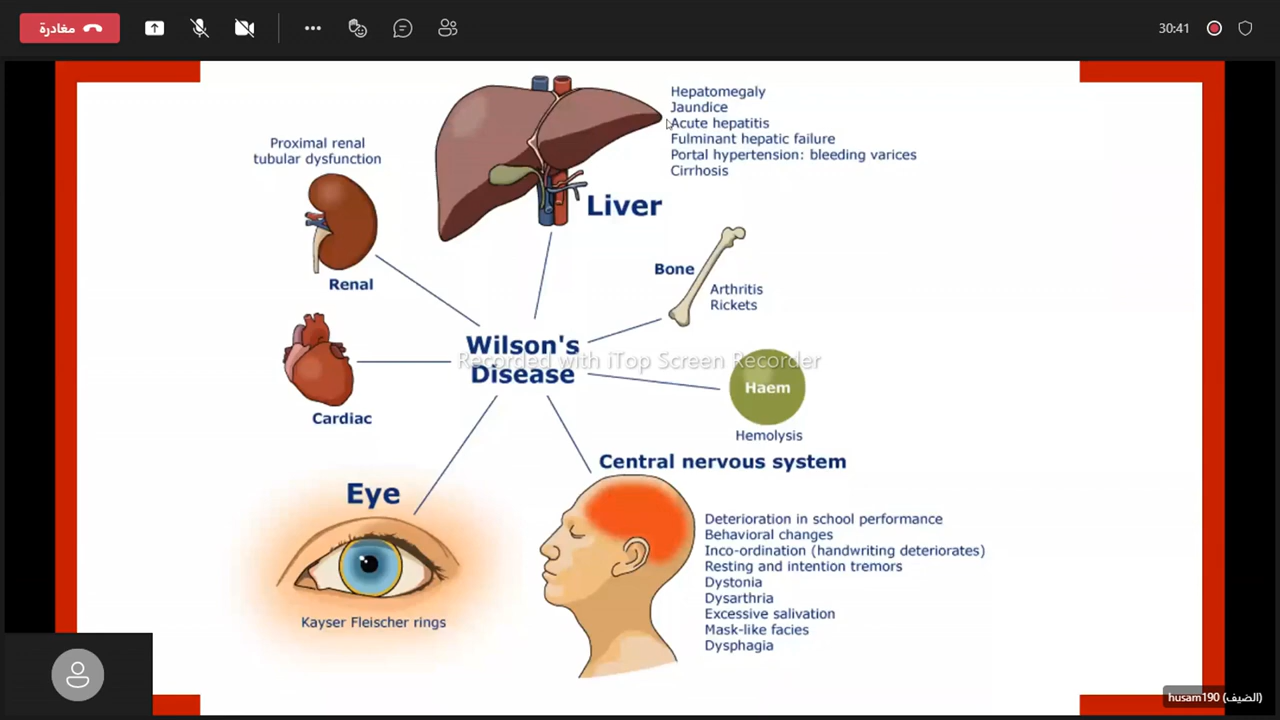 مغادرة
30:41
Hepatomegaly
Jaundice
Acute hepatitis
Fulminant hepatic failure
Portal hypertension: bleeding varices
Cirrhosis
Liver
Proximal renal
tubular dysfunction
Renal
Bone
Arthritis
Rickets
Wilson's
Disease
Recorded with iTop Screen Recorder
Cardiac
Haem
Hemolysis
Central nervous system
Deterioration in school performance
Behavioral changes
Inco-ordination (handwriting deteriorates)
Resting and intention tremors
Dystonia
Dysarthria
Excessive salivation
Mask-like facies
Dysphagia
Eye
Kayser Fleischer rings
husam190 (الضيف)